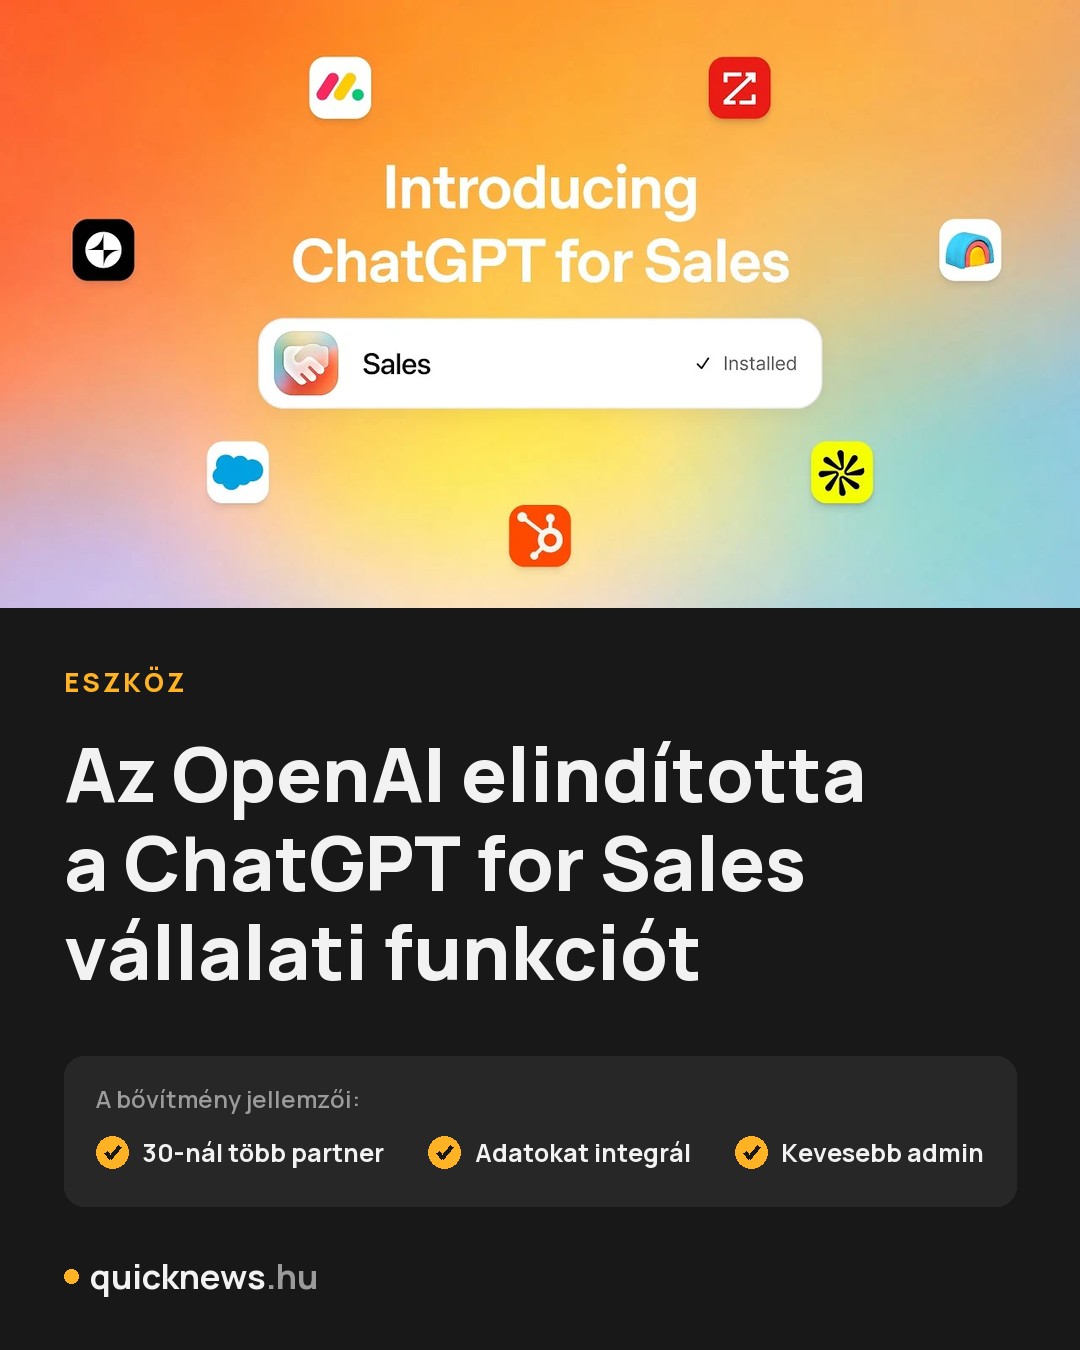 Introducing
ChatGPT for Sales
Sales
Installed
ESZKÖZ
Az OpenAI elindította
a ChatGPT for Sales
vállalati funkciót
A bővítmény jellemzői:
30-nál több partner
Adatokat integrál
Kevesebb admin
quicknews.hu